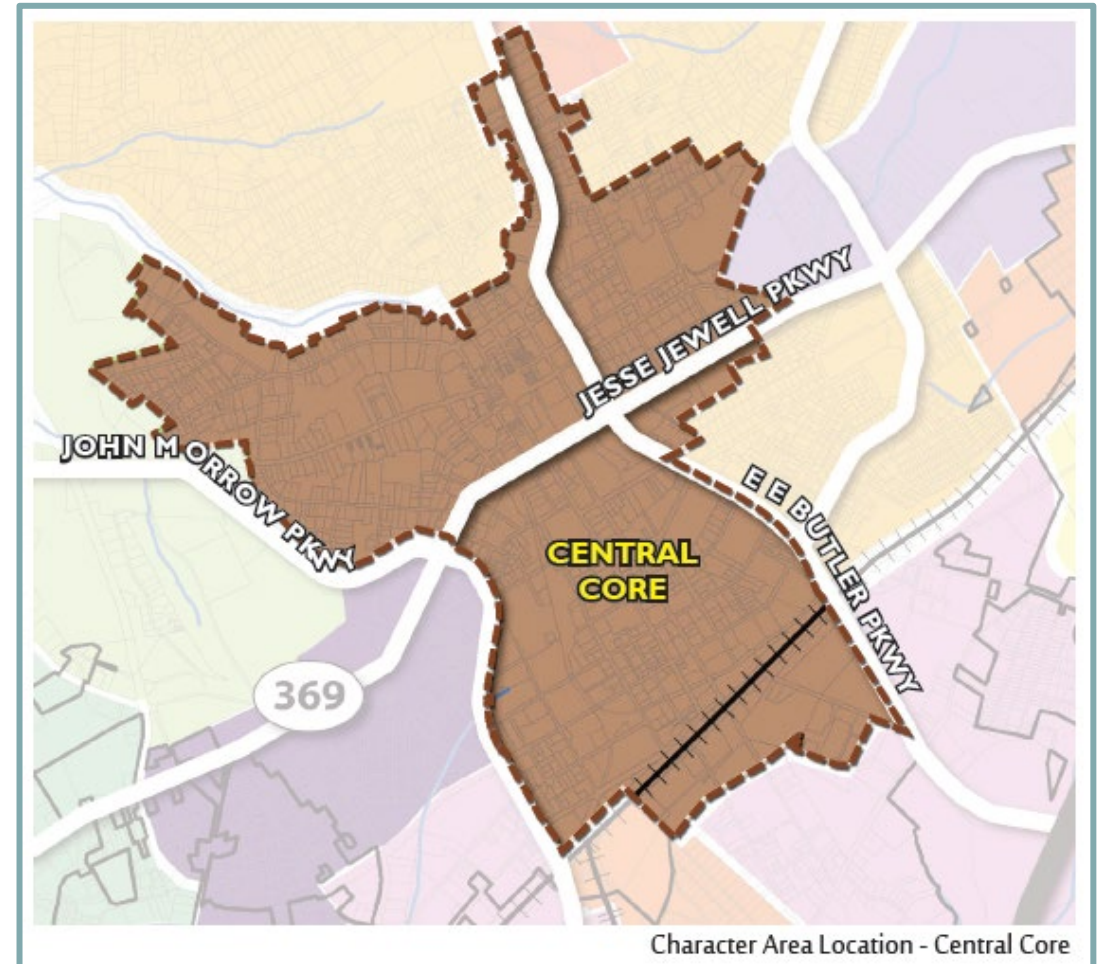 JESSE JEWELL PKWY
JOHN MORROW PKWY
E E BUTLER PKWY
CENTRAL
CORE
369
Character Area Location - Central Core